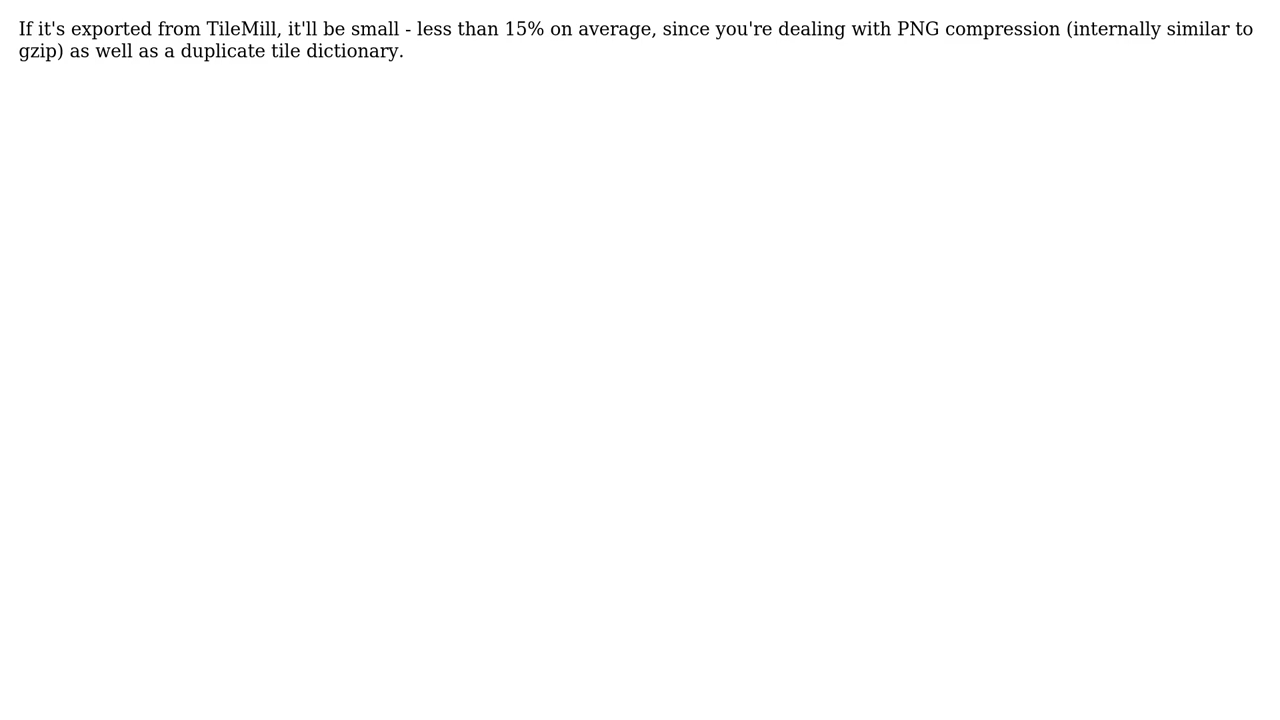 If it's exported from TileMill, it'll be small - less than 15% on average, since you're dealing with PNG compression (internally similar to
gzip) as well as a duplicate tile dictionary.